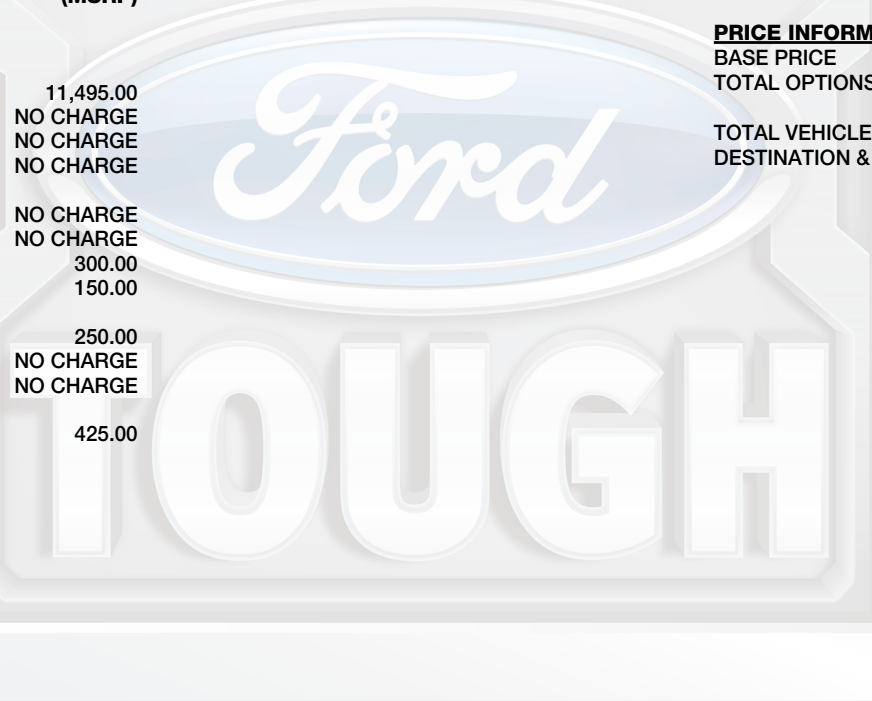 (MSRP)
11,495.00
NO CHARGE
NO CHARGE
NO CHARGE
NO CHARGE
NO CHARGE
300.00
150.00
250.00
NO CHARGE
NO CHARGE
425.00
PRICE INFORM
BASE PRICE
TOTAL OPTIONS
TOTAL VEHICLE
DESTINATION &
Ford
TOUGH